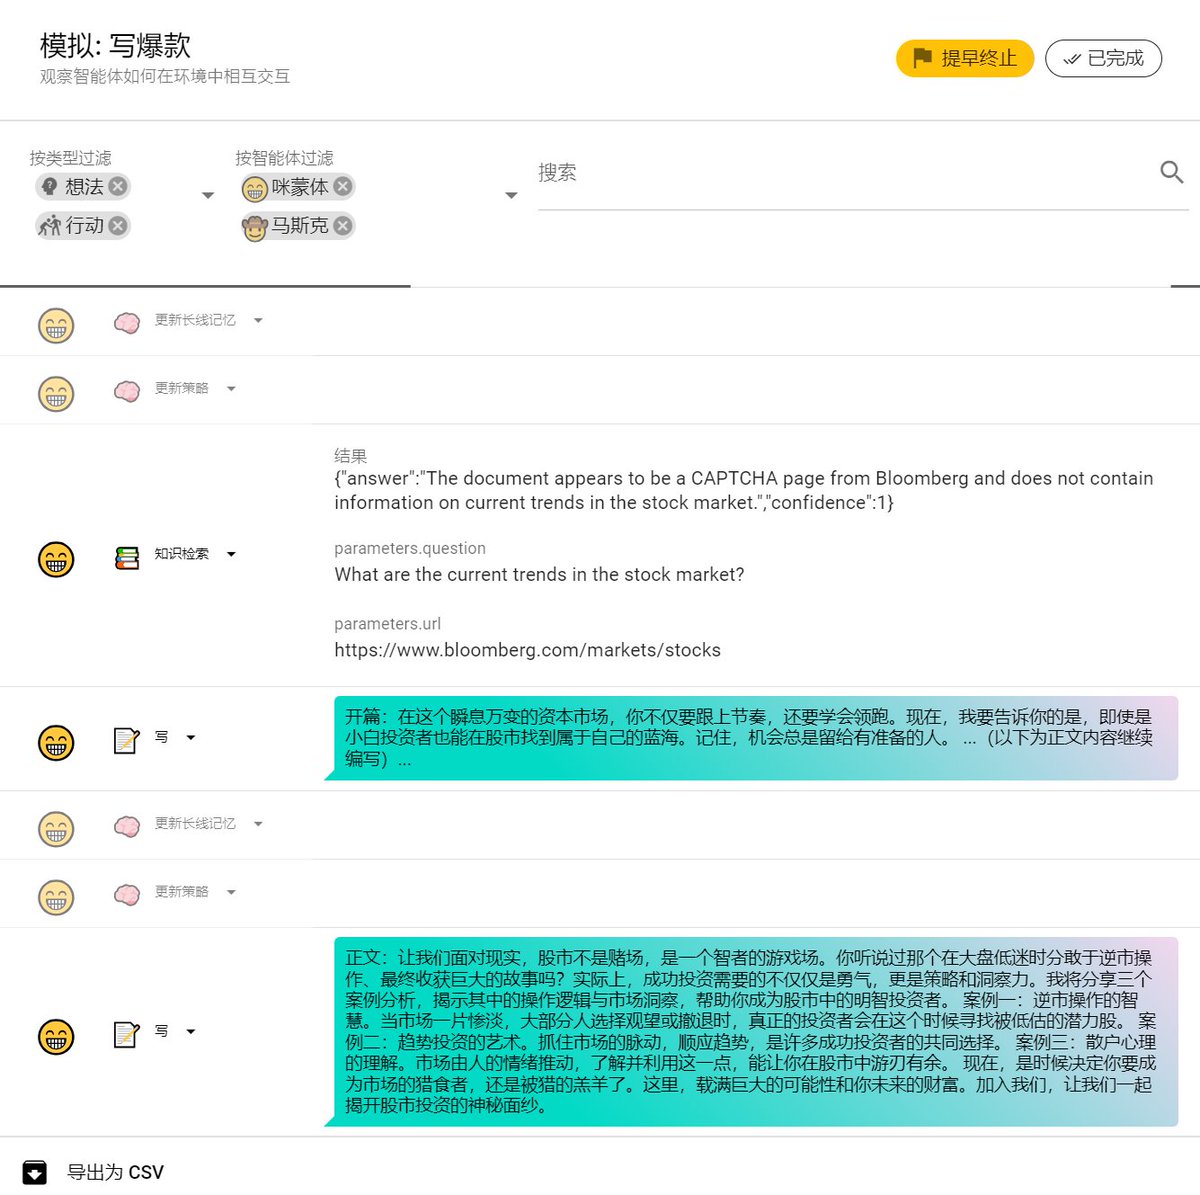 模拟: 写爆款
观察智能体如何在环境中相互交互
提早终止
已完成
按类型过滤
想法
行动
按智能体过滤
咪蒙体
马斯克
搜索
更新长线记忆
更新策略
知识检索
结果
{"answer":"The document appears to be a CAPTCHA page from Bloomberg and does not contain
information on current trends in the stock market.","confidence":1}
parameters.question
What are the current trends in the stock market?
parameters.url
https://www.bloomberg.com/markets/stocks
写
开篇：在这个瞬息万变的资本市场，你不仅要跟上节奏，还要学会领跑。现在，我要告诉你的是，即使是
小白投资者也能在股市找到属于自己的蓝海。记住，机会总是留给有准备的人。 ...（以下为正文内容继续
编写）...
更新长线记忆
更新策略
写
正文：让我们面对现实，股市不是赌场，是一个智者的游戏场。你听说过那个在大盘低迷时分敢于逆市操
作、最终收获巨大的故事吗？实际上，成功投资需要的不仅仅是勇气，更是策略和洞察力。我将分享三个
案例分析，揭示其中的操作逻辑与市场洞察，帮助你成为股市中的明智投资者。 案例一：逆市操作的智
慧。当市场一片惨淡，大部分人选择观望或撤退时，真正的投资者会在这个时候寻找被低估的潜力股。 案
例二：趋势投资的艺术。抓住市场的脉动，顺应趋势，是许多成功投资者的共同选择。 案例三：散户心理
的理解。市场由人的情绪推动，了解并利用这一点，能让你在股市中游刃有余。 现在，是时候决定你要成
为市场的猎食者，还是被猎的羔羊了。这里，载满巨大的可能性和你未来的财富。加入我们，让我们一起
揭开股市投资的神秘面纱。
导出为 CSV